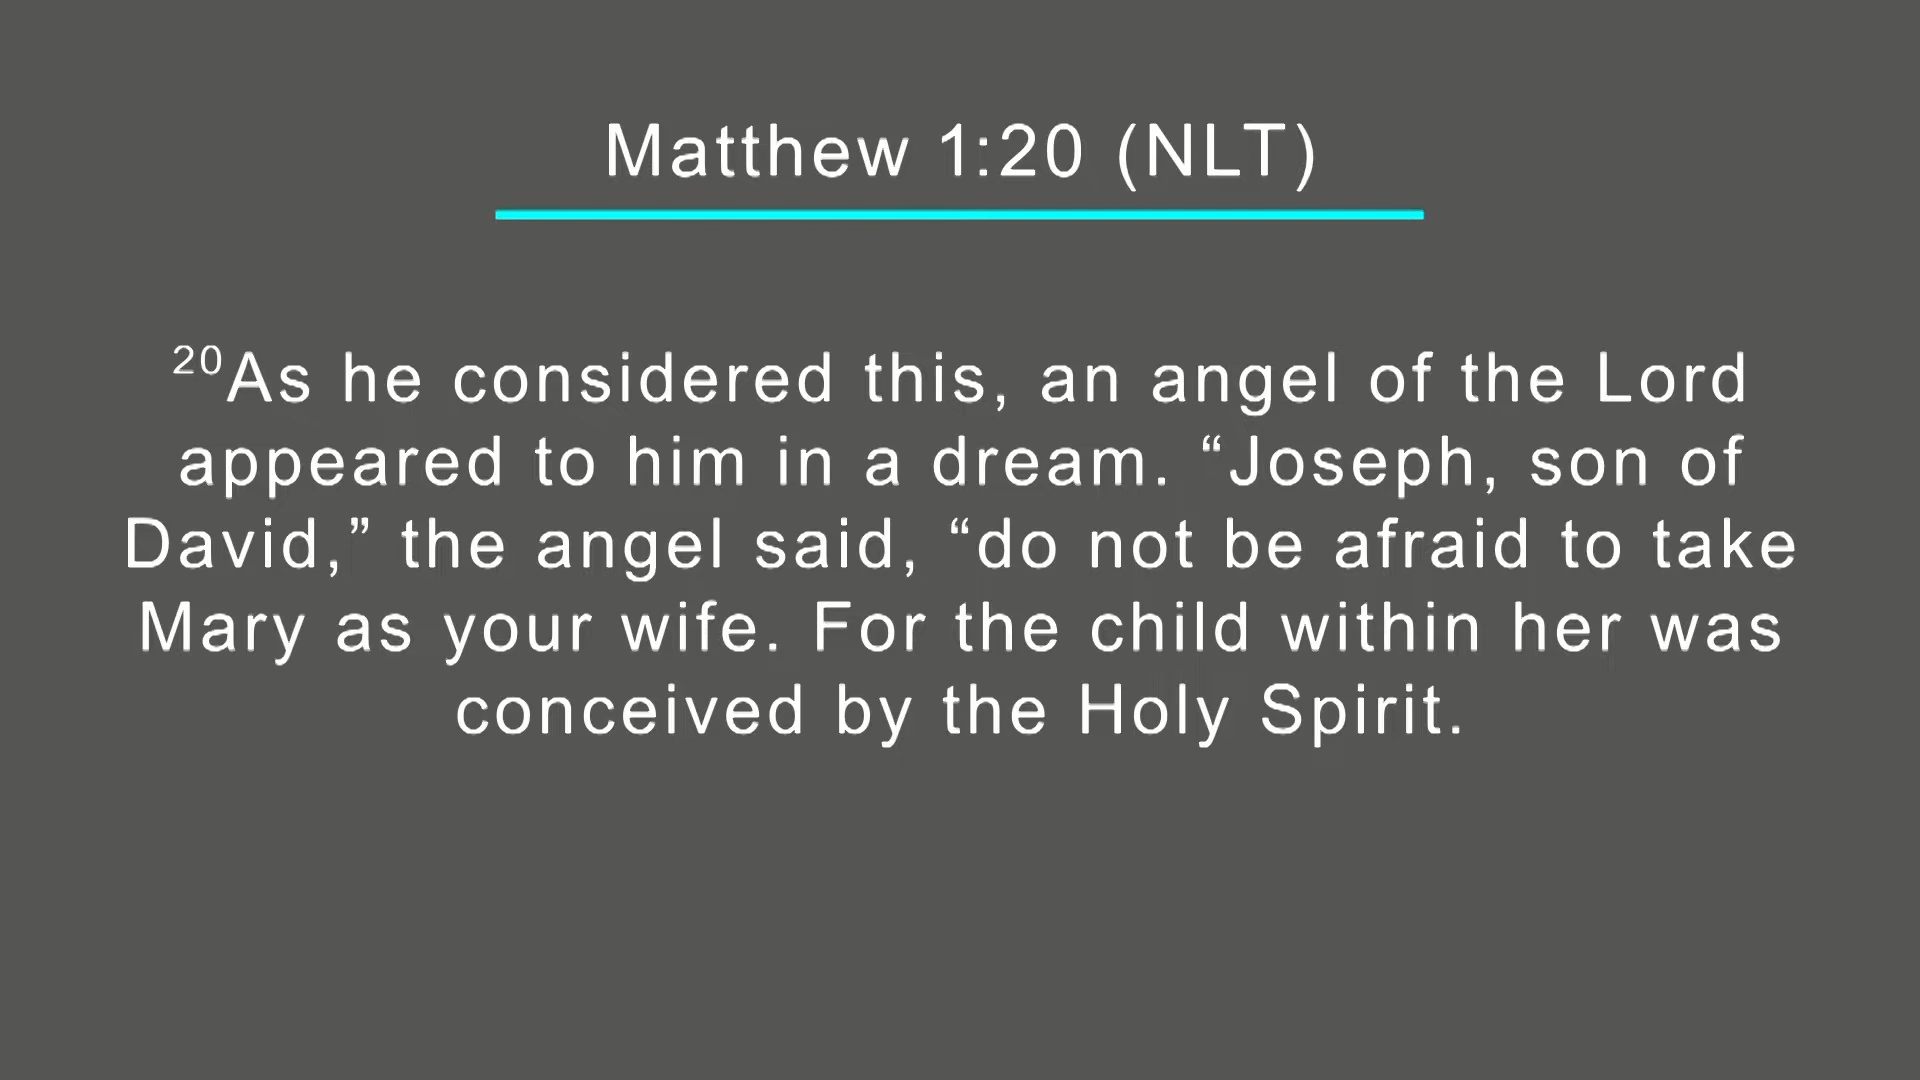 Matthew 1:20 (NLT)
20As he considered this, an angel of the Lord
appeared to him in a dream. “Joseph, son of
David,” the angel said, “do not be afraid to take
Mary as your wife. For the child within her was
conceived by the Holy Spirit.